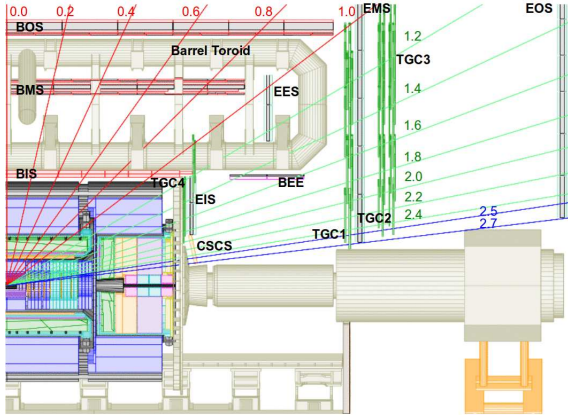 0.0 0.2 0.4 0.6 0.8 1.0
EMS EOS
BOS
1.2
Barrel Toroid
TGC3
BMS
EES
1.4
1.6
1.8
BIS
TGC4
2.0
BEE
EIS
2.2
2.4
TGC2
2.5
TGC1
2.7
CSCS